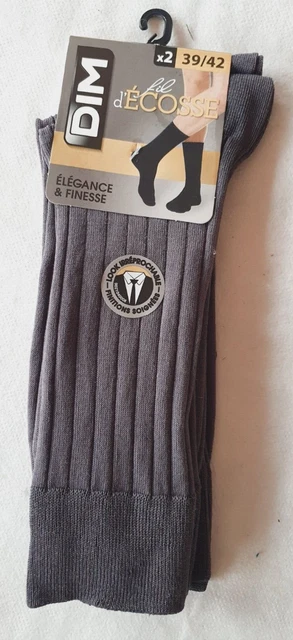 DIM
x2 39/42
fil
d'ÉCOSSE
ÉLÉGANCE
& FINESSE
LOOK IRRÉPROCHABLE
FINITIONS SOIGNÉES